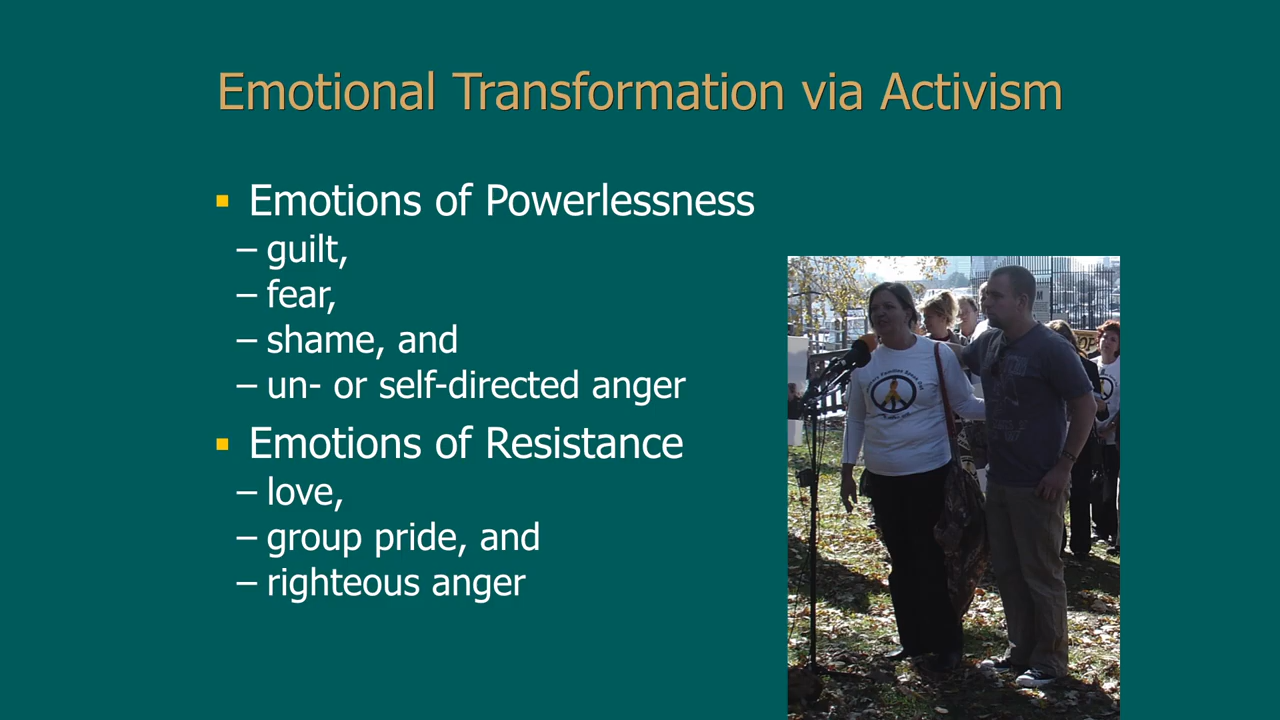 Emotional Transformation via Activism
Emotions of Powerlessness
– guilt,
– fear,
– shame, and
– un- or self-directed anger
Emotions of Resistance
– love,
– group pride, and
– righteous anger